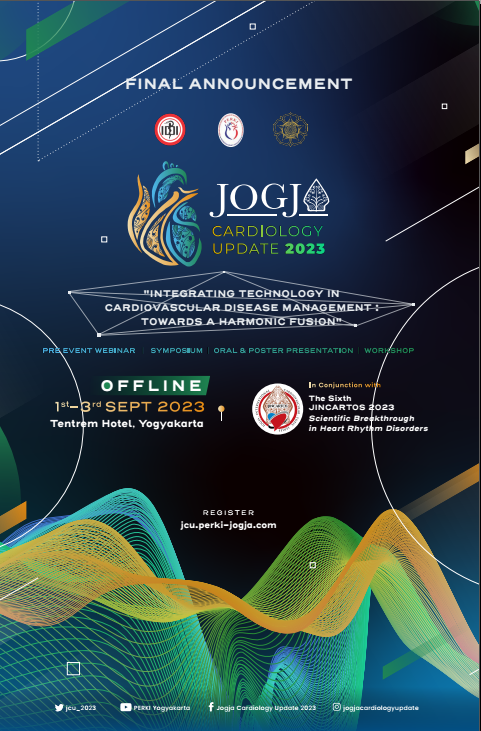 FINAL ANNOUNCEMENT
IDI
PERKI
JOGJA
CARDIOLOGY
UPDATE 2023
"INTEGRATING TECHNOLOGY IN
CARDIOVASCULAR DISEASE MANAGEMENT :
TOWARDS A HARMONIC FUSION"
PRE EVENT WEBINAR | SYMPOSIUM | ORAL & POSTER PRESENTATION | WORKSHOP
OFFLINE
1st–3rd SEPT 2023
Tentrem Hotel, Yogyakarta
In Conjunction with
The Sixth
JINCARTOS 2023
Scientific Breakthrough
in Heart Rhythm Disorders
REGISTER
jcu.perki-jogja.com
jcu_2023
PERKI Yogyakarta
Jogja Cardiology Update 2023
jogjacardiologyupdate